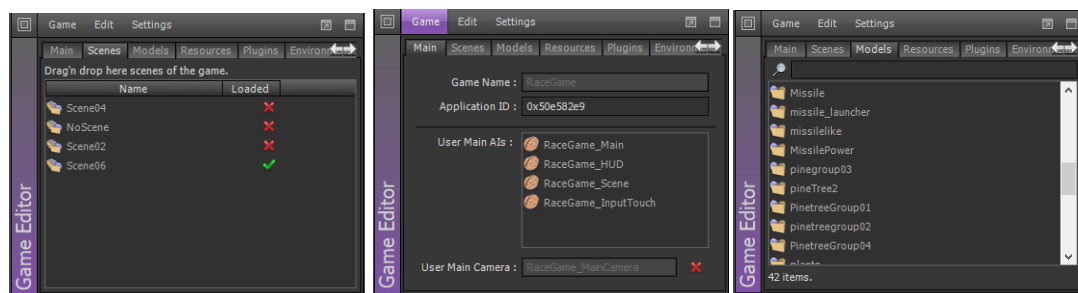 Game Edit Settings
Main Scenes Models Resources Plugins Environment
Drag'n drop here scenes of the game.
Name Loaded
Scene04
NoScene
Scene02
Scene06
Game Editor
Game Edit Settings
Main Scenes Models Resources Plugins
Game Name : RaceGame
Application ID : 0x50e582e9
User Main AIs : RaceGame_Main
RaceGame_HUD
RaceGame_Scene
RaceGame_InputTouch
User Main Camera : RaceGame_MainCamera
Game Editor
Game Edit Settings
Main Scenes Models Resources Plugins
Missile
missile_launcher
missilelike
MissilePower
pinegroup03
pineTree2
PinetreeGroup01
pinetreegroup02
PinetreeGroup04
42 items.
Game Editor